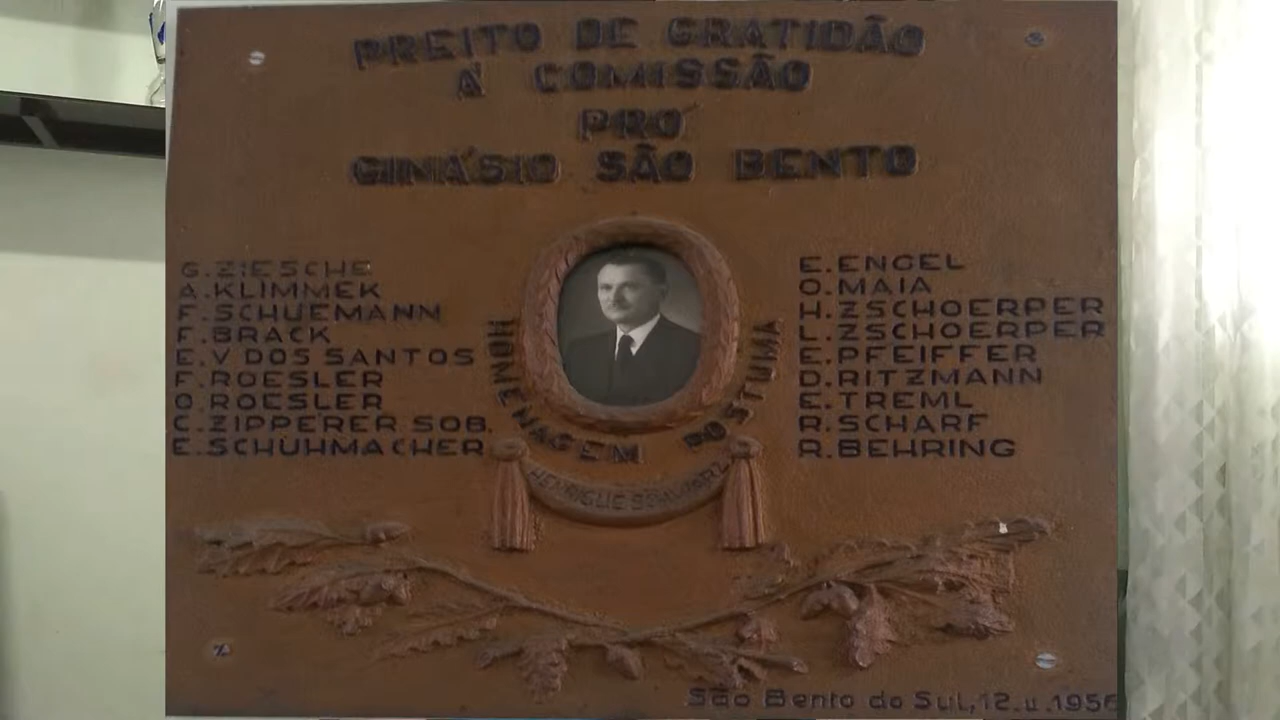 PREITO DE GRATIDÃO
A' COMISSÃO
PRÓ
GINÁSIO SÃO BENTO
G. ZIESCHE
A. KLIMMEK
F. SCHUEMANN
F. BRACK
E. V DOS SANTOS
F. ROESLER
O. ROESLER
C. ZIPPERER SOB.
E. SCHUHMACHER
HOMENAGEM POSTUMA
HENRIQUE SCHWARZ
E. ENGEL
O. MAIA
H. ZSCHOERPER
L. ZSCHOERPER
E. PFEIFFER
D. RITZMANN
E. TREML
R. SCHARF
R. BEHRING
São Bento do Sul, 12. 1956